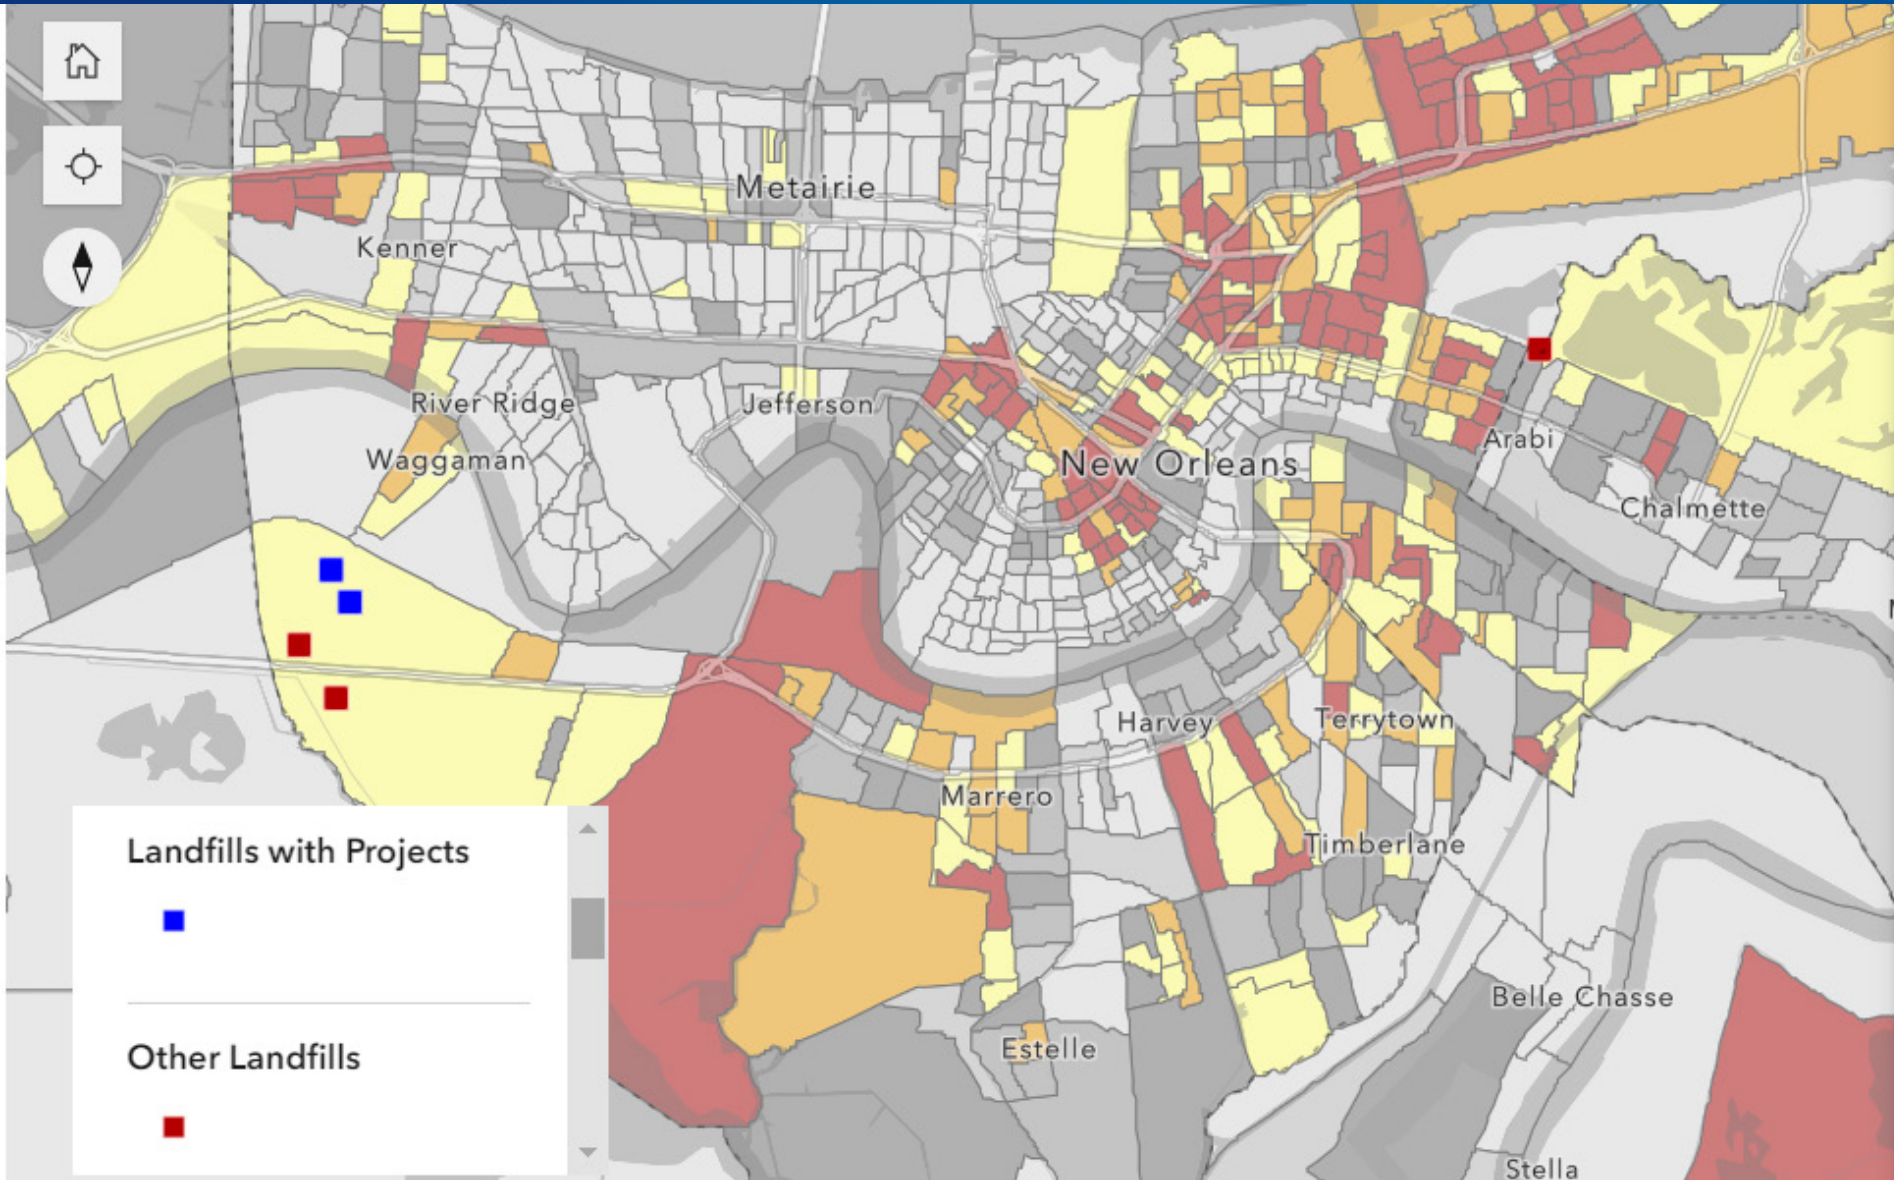 Metairie
Kenner
River Ridge
Jefferson
Waggaman
New Orleans
Arabi
Chalmette
Harvey
Terrytown
Marrero
Timberlane
Belle Chasse
Estelle
Stella
Landfills with Projects
Other Landfills